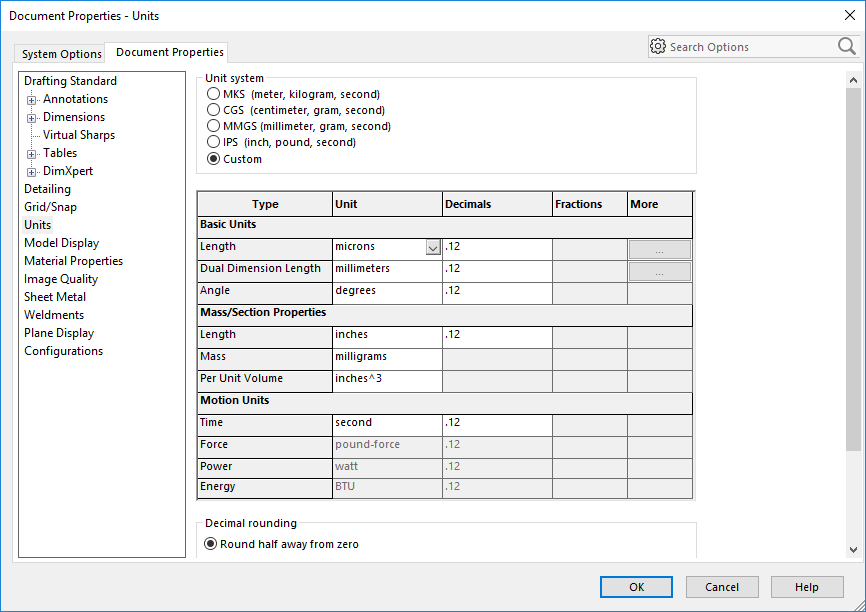 Document Properties - Units
System Options
Document Properties
Search Options
Drafting Standard
Annotations
Dimensions
Virtual Sharps
Tables
DimXpert
Detailing
Grid/Snap
Units
Model Display
Material Properties
Image Quality
Sheet Metal
Weldments
Plane Display
Configurations
Unit system
MKS (meter, kilogram, second)
CGS (centimeter, gram, second)
MMGS (millimeter, gram, second)
IPS (inch, pound, second)
Custom
Type Unit Decimals Fractions More
Basic Units
Length microns .12 ...
Dual Dimension Length millimeters .12 ...
Angle degrees .12
Mass/Section Properties
Length inches .12
Mass milligrams
Per Unit Volume inches^3
Motion Units
Time second .12
Force pound-force .12
Power watt .12
Energy BTU .12
Decimal rounding
Round half away from zero
OK Cancel Help